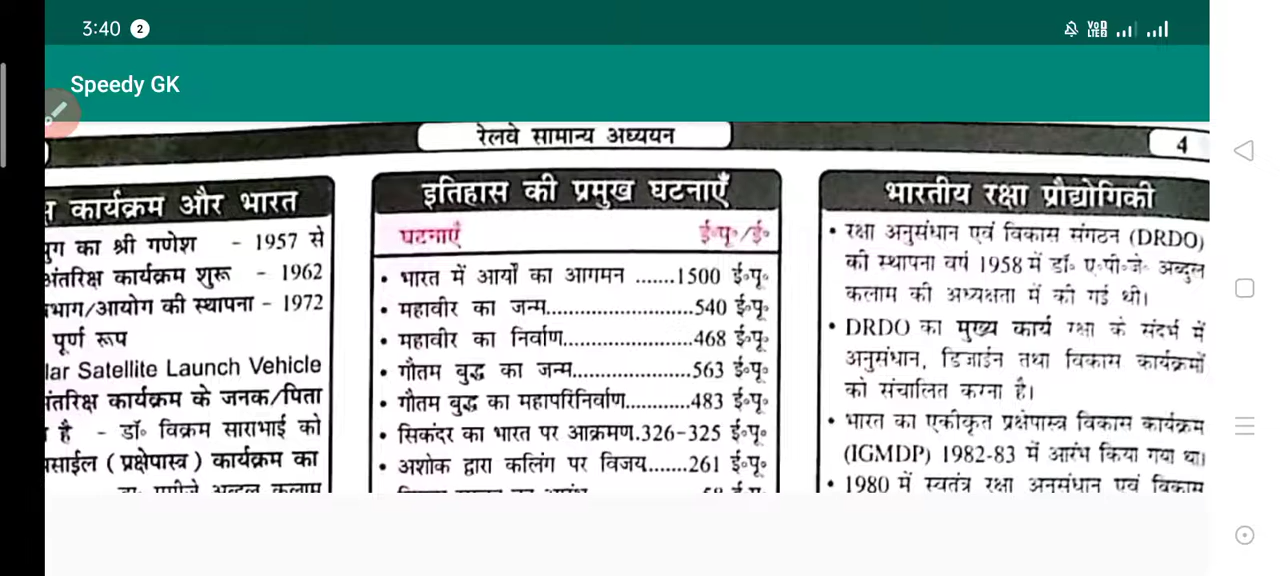 3:40 2
Speedy GK
रेलवे सामान्य अध्ययन
4
कार्यक्रम और भारत
का श्री गणेश - 1957 से
अंतरिक्ष कार्यक्रम शुरू - 1962
भाग/आयोग की स्थापना - 1972
पूर्ण रूप
lar Satellite Launch Vehicle
अंतरिक्ष कार्यक्रम के जनक/पिता
है - डॉ॰ विक्रम साराभाई को
(प्रक्षेपास्त्र) कार्यक्रम का
इतिहास की प्रमुख घटनाएँ
घटनाएँ ई॰पू॰/ई॰
• भारत में आर्यो का आगमन .......1500 ई॰पू॰
• महावीर का जन्म............................540 ई॰पू॰
• महावीर का निर्वाण.........................468 ई॰पू॰
• गौतम बुद्ध का जन्म.......................563 ई॰पू॰
• गौतम बुद्ध का महापरिनिर्वाण............483 ई॰पू॰
• सिकंदर का भारत पर आक्रमण.326-325 ई॰पू॰
• अशोक द्वारा कलिंग पर विजय.......261 ई॰पू॰
भारतीय रक्षा प्रौद्योगिकी
• रक्षा अनुसंधान एवं विकास संगठन (DRDO)
की स्थापना वर्ष 1958 में डॉ॰ ए॰पी॰जे॰ अब्दुल
कलाम की अध्यक्षता में की गई थी।
• DRDO का मुख्य कार्य रक्षा के संदर्भ में
अनुसंधान, डिजाईन तथा विकास कार्यक्रमों
को संचालित करना है।
• भारत का एकीकृत प्रक्षेपास्त्र विकास कार्यक्रम
(IGMDP) 1982-83 में आरंभ किया गया था।
• 1980 में स्वतंत्र रक्षा अनुसंधान एवं विकास